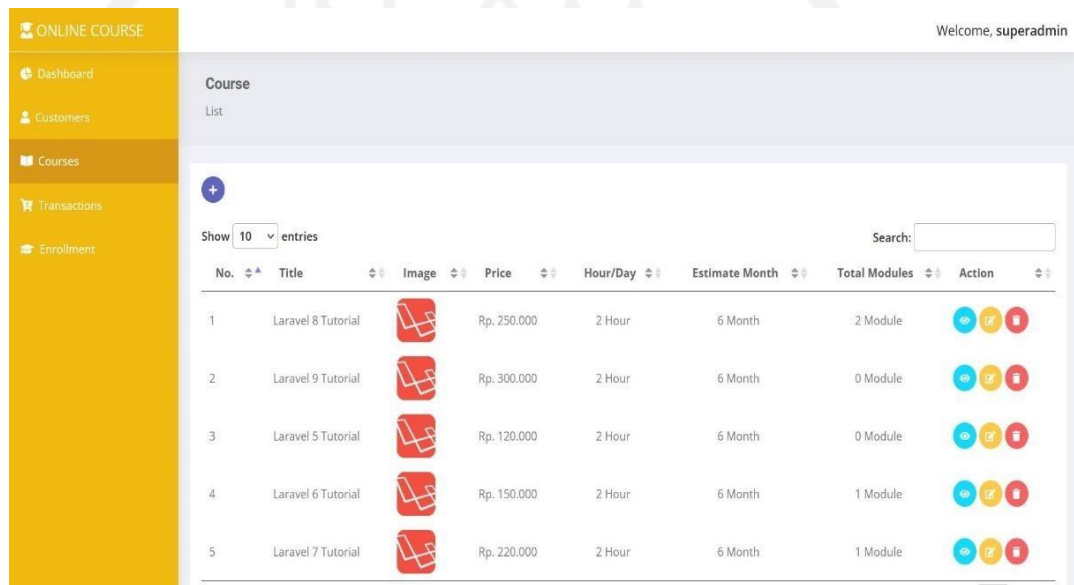 ONLINE COURSE
Welcome, superadmin
Dashboard
Customers
Courses
Transactions
Enrollment
Course
List
Show 10 entries
Search:
No. Title Image Price Hour/Day Estimate Month Total Modules Action
1 Laravel 8 Tutorial Rp. 250.000 2 Hour 6 Month 2 Module
2 Laravel 9 Tutorial Rp. 300.000 2 Hour 6 Month 0 Module
3 Laravel 5 Tutorial Rp. 120.000 2 Hour 6 Month 0 Module
4 Laravel 6 Tutorial Rp. 150.000 2 Hour 6 Month 1 Module
5 Laravel 7 Tutorial Rp. 220.000 2 Hour 6 Month 1 Module